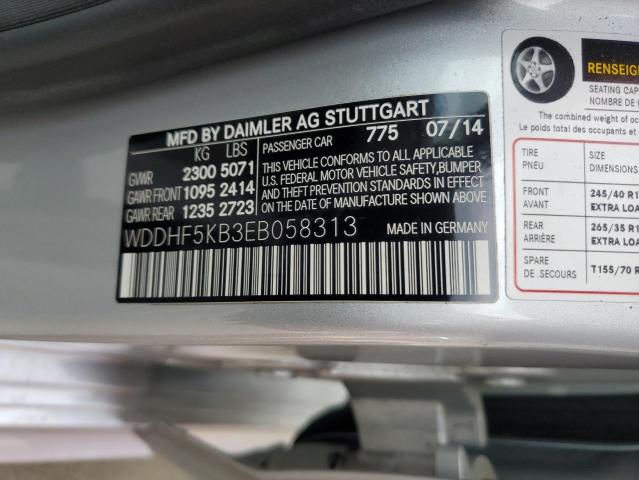 MFD BY DAIMLER AG STUTTGART
KG LBS PASSENGER CAR 775 07/14
GVWR 2300 5071
GAWR FRONT 1095 2414
GAWR HIGHT 1235 2723
THIS VEHICLE CONFORMS TO ALL APPLICABLE
U.S. FEDERAL MOTOR VEHICLE SAFETY,BUMPER
AND THEFT PREVENTION STANDARDS IN EFFECT
ON THE DATE OF MANUFACTURE SHOWN ABOVE
WDDHF5KB3EB058313 MADE IN GERMANY
RENSEIGN
SEATING CAP
NOMBRE DE
The combined weight of oc
Le poids total des occupants et
TIRE SIZE
PNEU DIMENSIONS
FRONT 245/40 R1
AVANT EXTRA LOA
REAR 265/35 R1
ARRIÈRE EXTRA LOA
SPARE T155/70 R
DE SECOURS